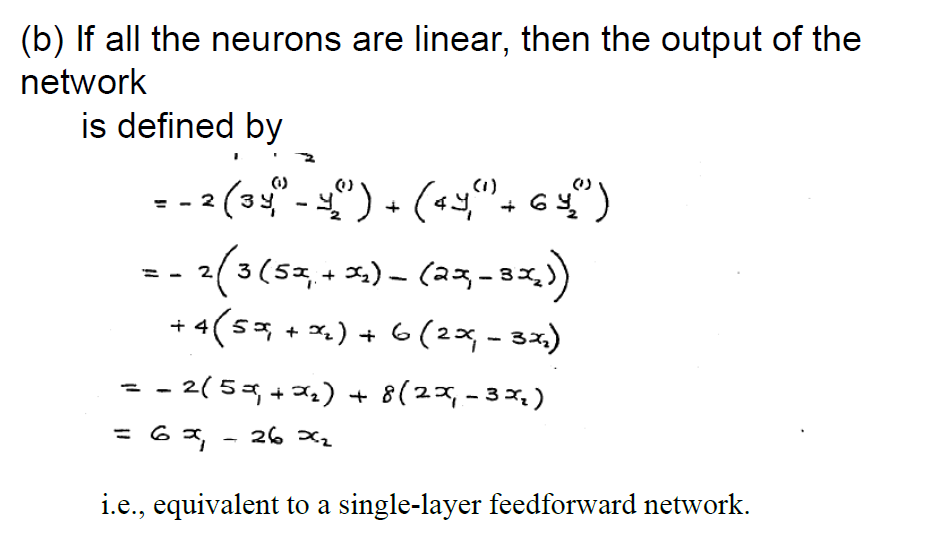 (b) If all the neurons are linear, then the output of the
network
is defined by
= - 2 (3y₁⁽¹⁾ - y₂⁽¹⁾) + (4y₁⁽¹⁾ + 6y₂⁽¹⁾)
= - 2(3(5x₁ + x₂) - (2x₁ - 3x₂))
+ 4(5x₁ + x₂) + 6(2x₁ - 3x₂)
= - 2(5x₁ + x₂) + 8(2x₁ - 3x₂)
= 6x₁ - 26x₂
i.e., equivalent to a single-layer feedforward network.